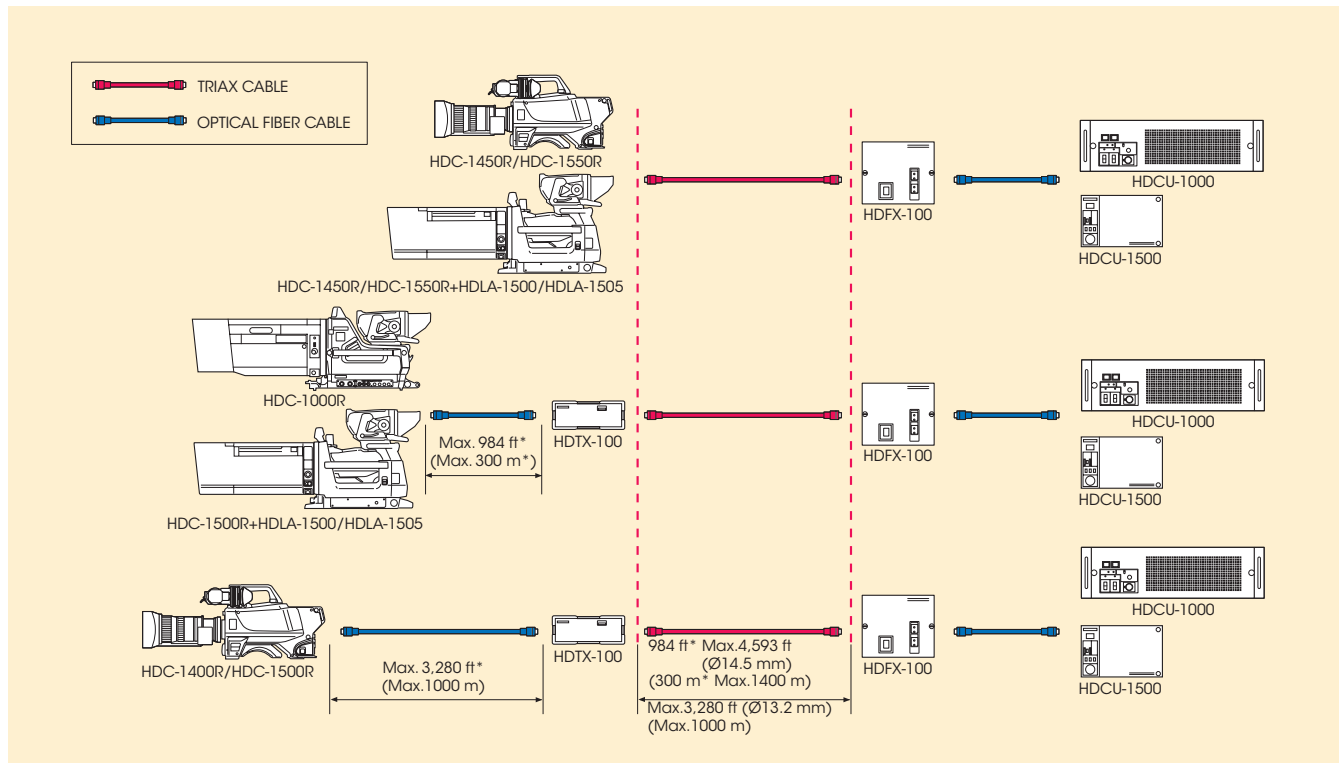 TRIAX CABLE
OPTICAL FIBER CABLE
HDC-1450R/HDC-1550R
HDFX-100
HDCU-1000
HDCU-1500
HDC-1450R/HDC-1550R+HDLA-1500/HDLA-1505
HDC-1000R
Max. 984 ft*
(Max. 300 m*)
HDTX-100
HDFX-100
HDCU-1000
HDCU-1500
HDC-1500R+HDLA-1500/HDLA-1505
HDC-1400R/HDC-1500R
Max. 3,280 ft*
(Max.1000 m)
HDTX-100
984 ft* Max.4,593 ft
(Ø14.5 mm)
(300 m* Max.1400 m)
Max.3,280 ft (Ø13.2 mm)
(Max.1000 m)
HDFX-100
HDCU-1000
HDCU-1500